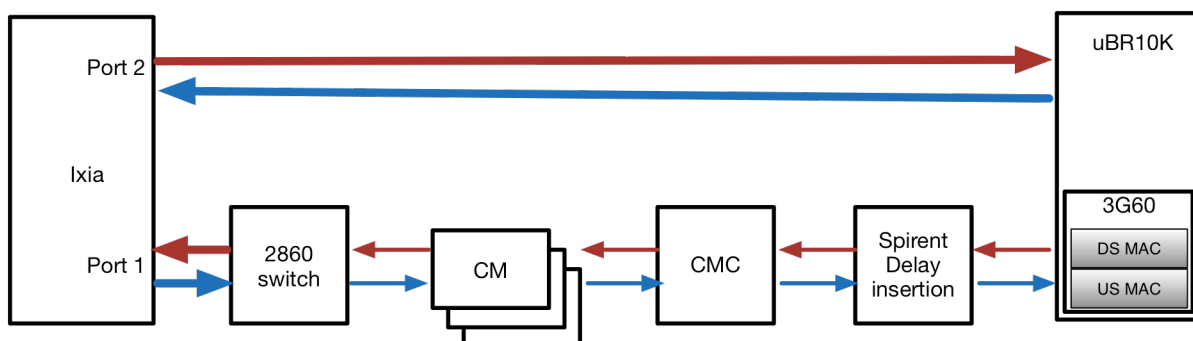 uBR10K
Port 2
Ixia
Port 1
2860
switch
CM
CMC
Spirent
Delay
insertion
3G60
DS MAC
US MAC